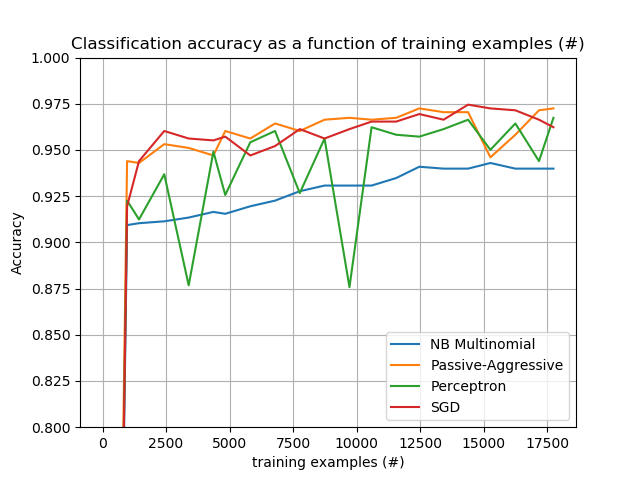 Classification accuracy as a function of training examples (#)
1.000
0.975
0.950
0.925
0.900
0.875
0.850
0.825
0.800
Accuracy
NB Multinomial
Passive-Aggressive
Perceptron
SGD
0 2500 5000 7500 10000 12500 15000 17500
training examples (#)